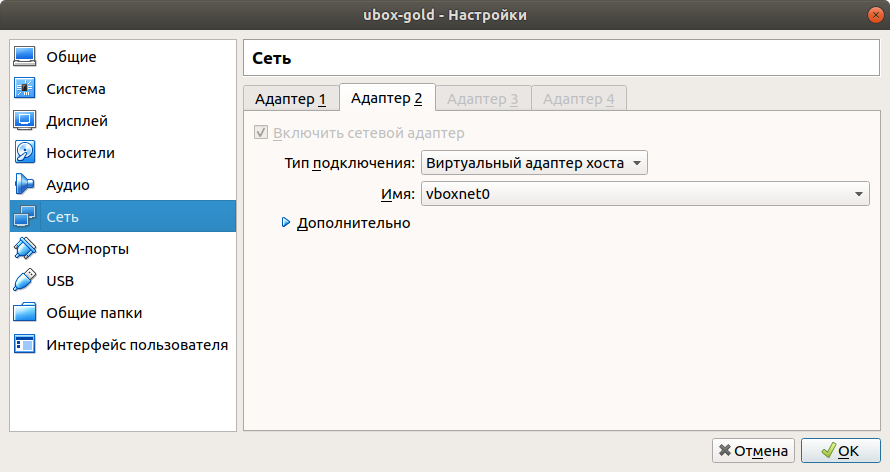 ubox-gold - Настройки
Общие
Система
Дисплей
Носители
Аудио
Сеть
COM-порты
USB
Общие папки
Интерфейс пользователя
Сеть
Адаптер 1 Адаптер 2 Адаптер 3 Адаптер 4
Включить сетевой адаптер
Тип подключения: Виртуальный адаптер хоста
Имя: vboxnet0
Дополнительно
Отмена OK